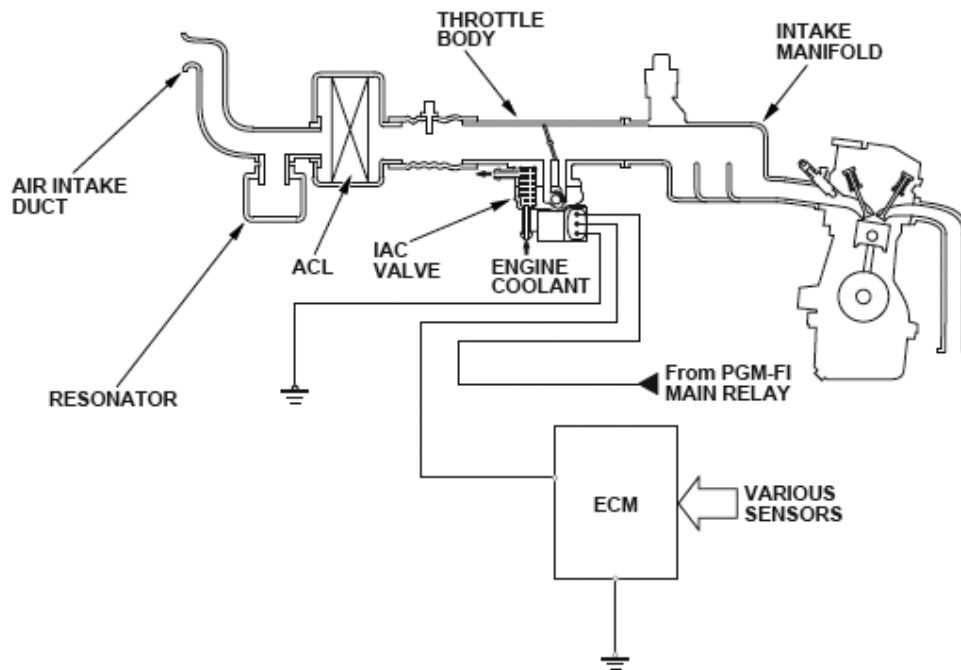 THROTTLE
BODY
INTAKE
MANIFOLD
AIR INTAKE
DUCT
RESONATOR
ACL
IAC
VALVE
ENGINE
COOLANT
From PGM-FI
MAIN RELAY
ECM
VARIOUS
SENSORS